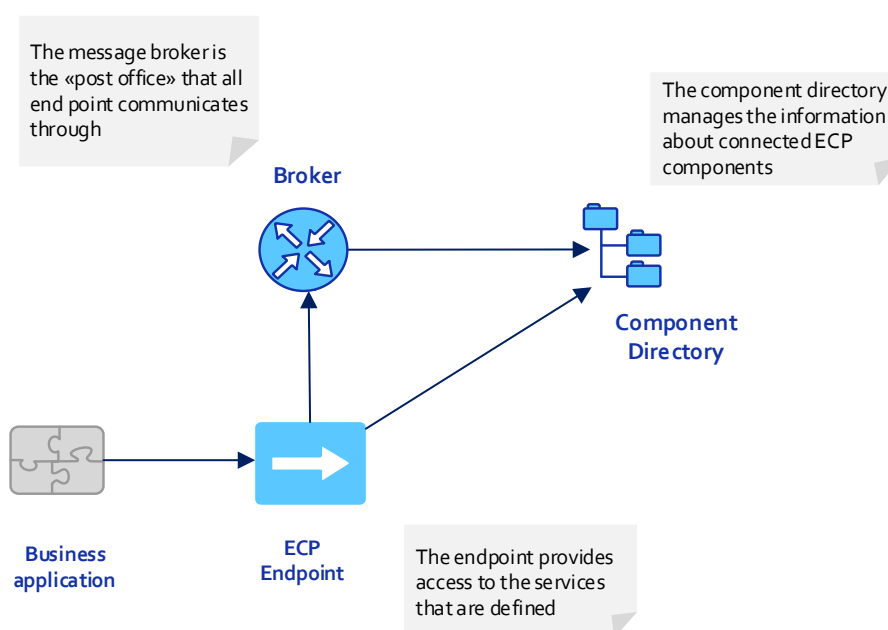 The message broker is
the «post office» that all
end point communicates
through
The component directory
manages the information
about connected ECP
components
Broker
Component
Directory
Business
application
ECP
Endpoint
The endpoint provides
access to the services
that are defined